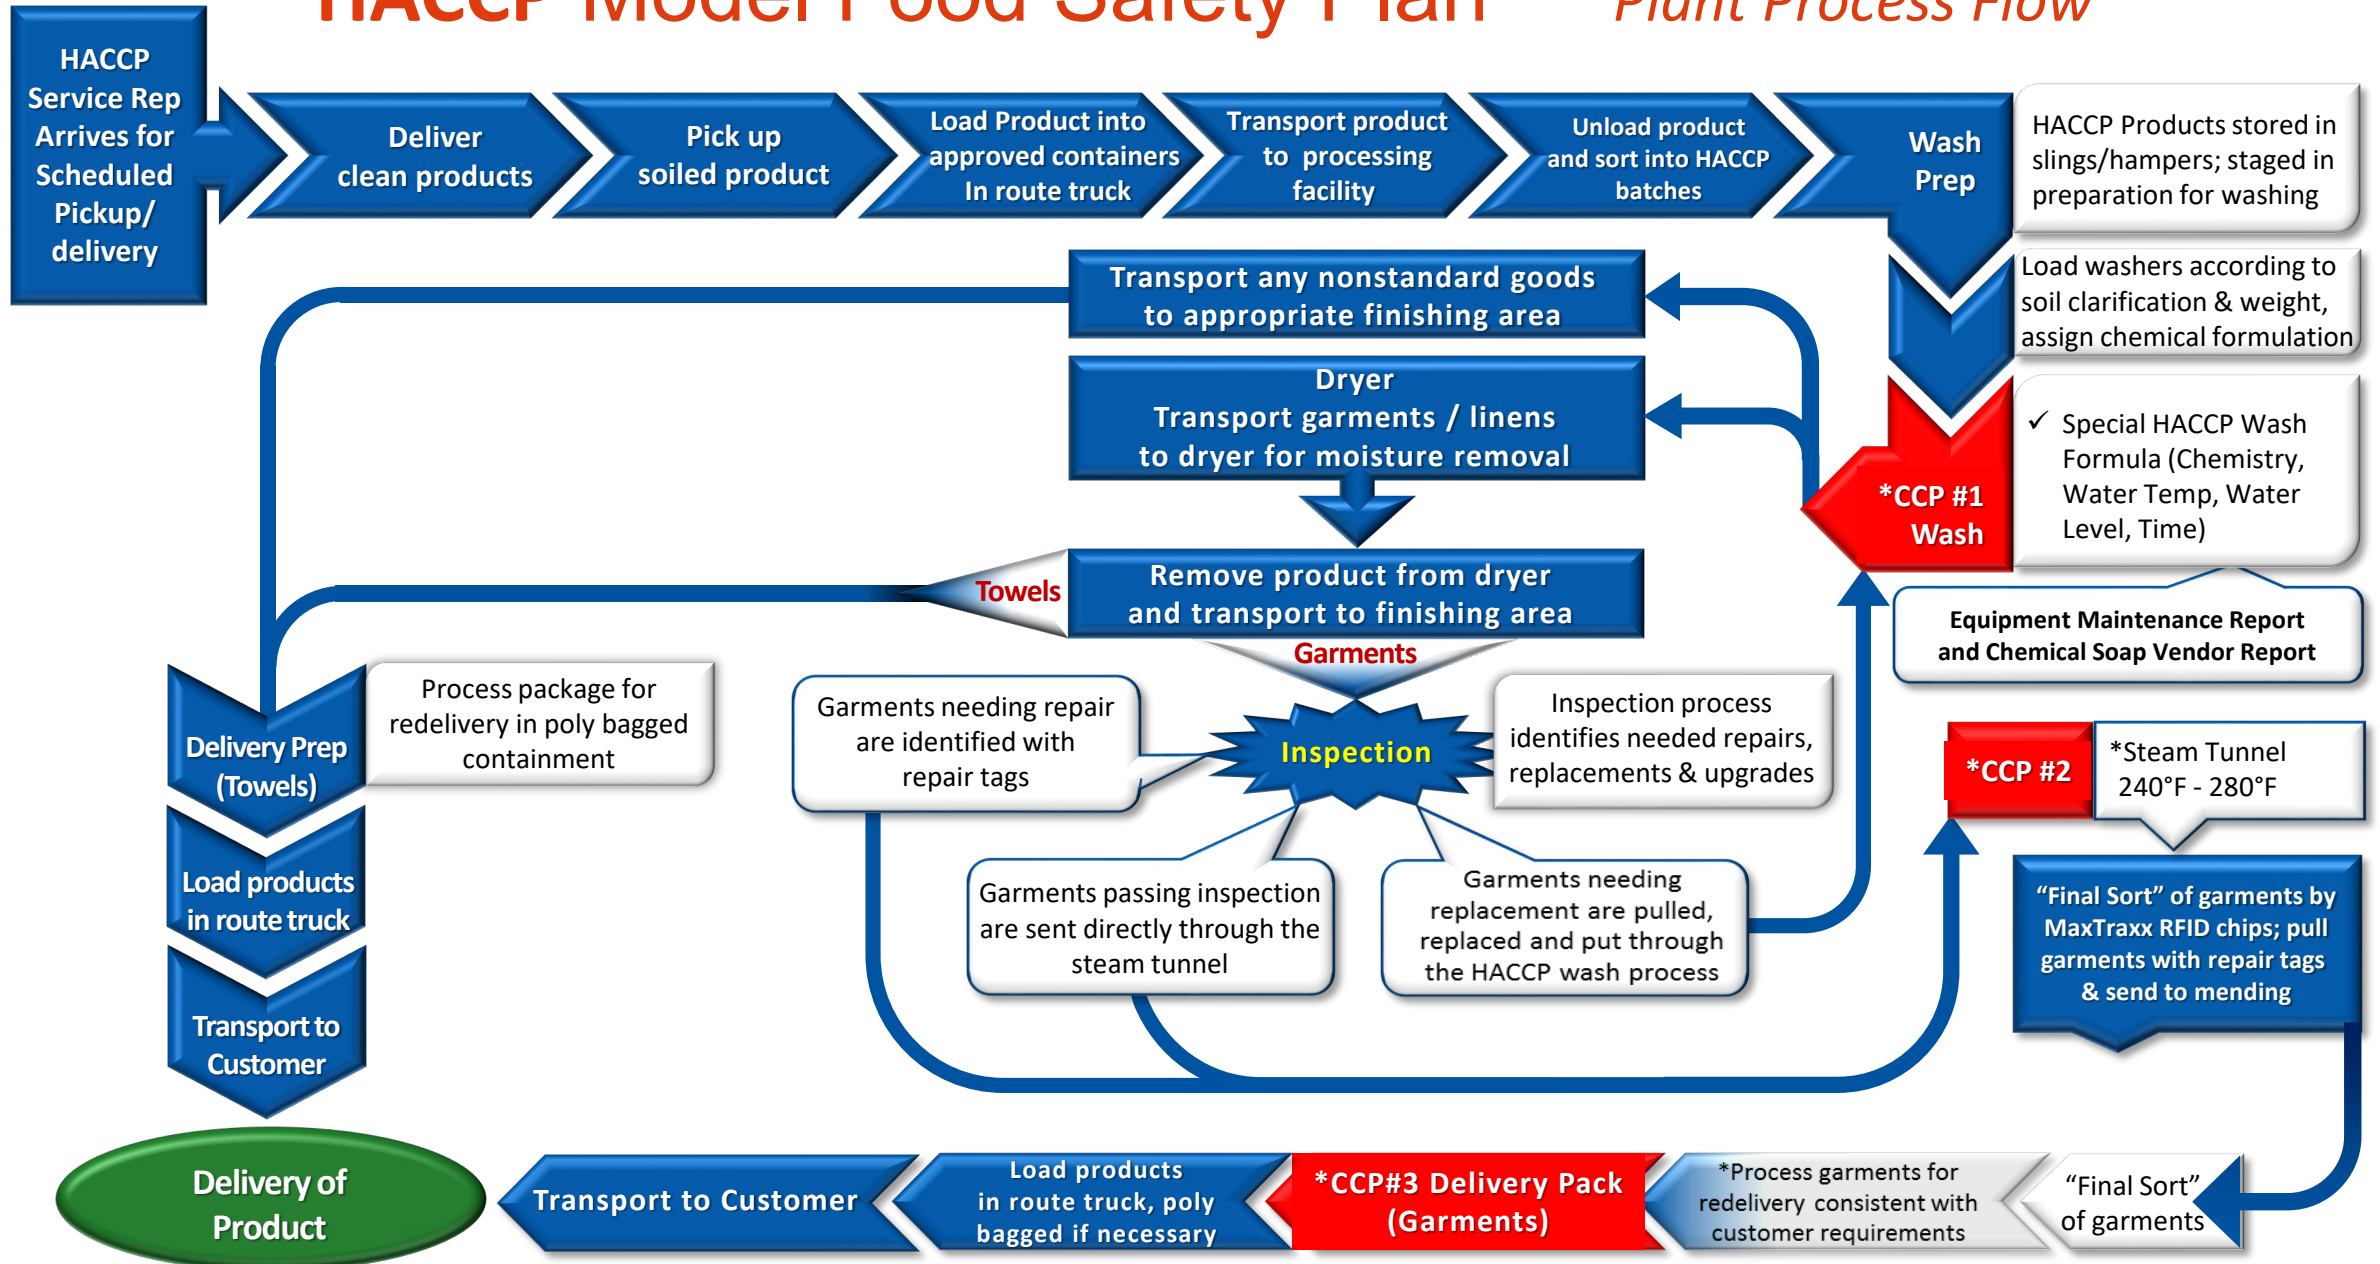 HACCP Model Food Safety Plan Plant Process Flow
HACCP
Service Rep
Arrives for
Scheduled
Pickup/
delivery
Deliver
clean products
Pick up
soiled product
Load Product into
approved containers
In route truck
Transport product
to processing
facility
Unload product
and sort into HACCP
batches
Wash
Prep
HACCP Products stored in
slings/hampers; staged in
preparation for washing
Load washers according to
soil clarification & weight,
assign chemical formulation
Transport any nonstandard goods
to appropriate finishing area
Dryer
Transport garments / linens
to dryer for moisture removal
*CCP #1
Wash
✓ Special HACCP Wash
Formula (Chemistry,
Water Temp, Water
Level, Time)
Equipment Maintenance Report
and Chemical Soap Vendor Report
Towels
Remove product from dryer
and transport to finishing area
Garments
Delivery Prep
(Towels)
Process package for
redelivery in poly bagged
containment
Garments needing repair
are identified with
repair tags
Inspection
Inspection process
identifies needed repairs,
replacements & upgrades
*CCP #2
*Steam Tunnel
240°F - 280°F
Load products
in route truck
Garments passing inspection
are sent directly through the
steam tunnel
Garments needing
replacement are pulled,
replaced and put through
the HACCP wash process
“Final Sort” of garments by
MaxTraxx RFID chips; pull
garments with repair tags
& send to mending
Transport to
Customer
Delivery of
Product
Transport to Customer
Load products
in route truck, poly
bagged if necessary
*CCP#3 Delivery Pack
(Garments)
*Process garments for
redelivery consistent with
customer requirements
“Final Sort”
of garments